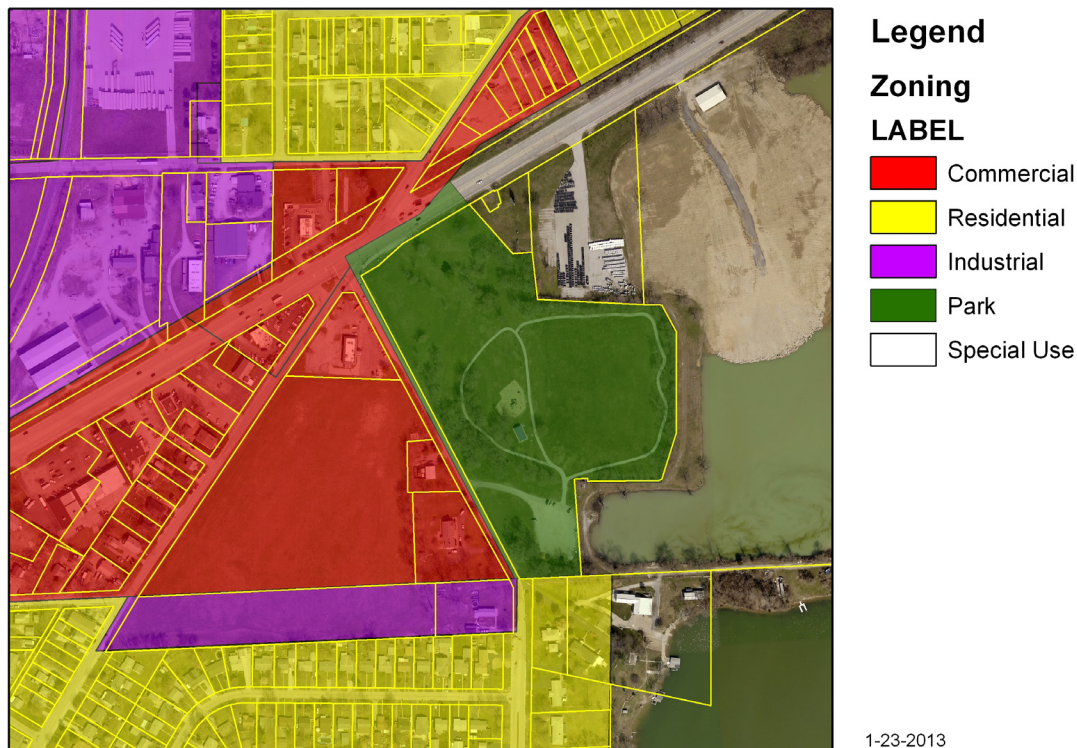 Legend
Zoning
LABEL
Commercial
Residential
Industrial
Park
Special Use
1-23-2013